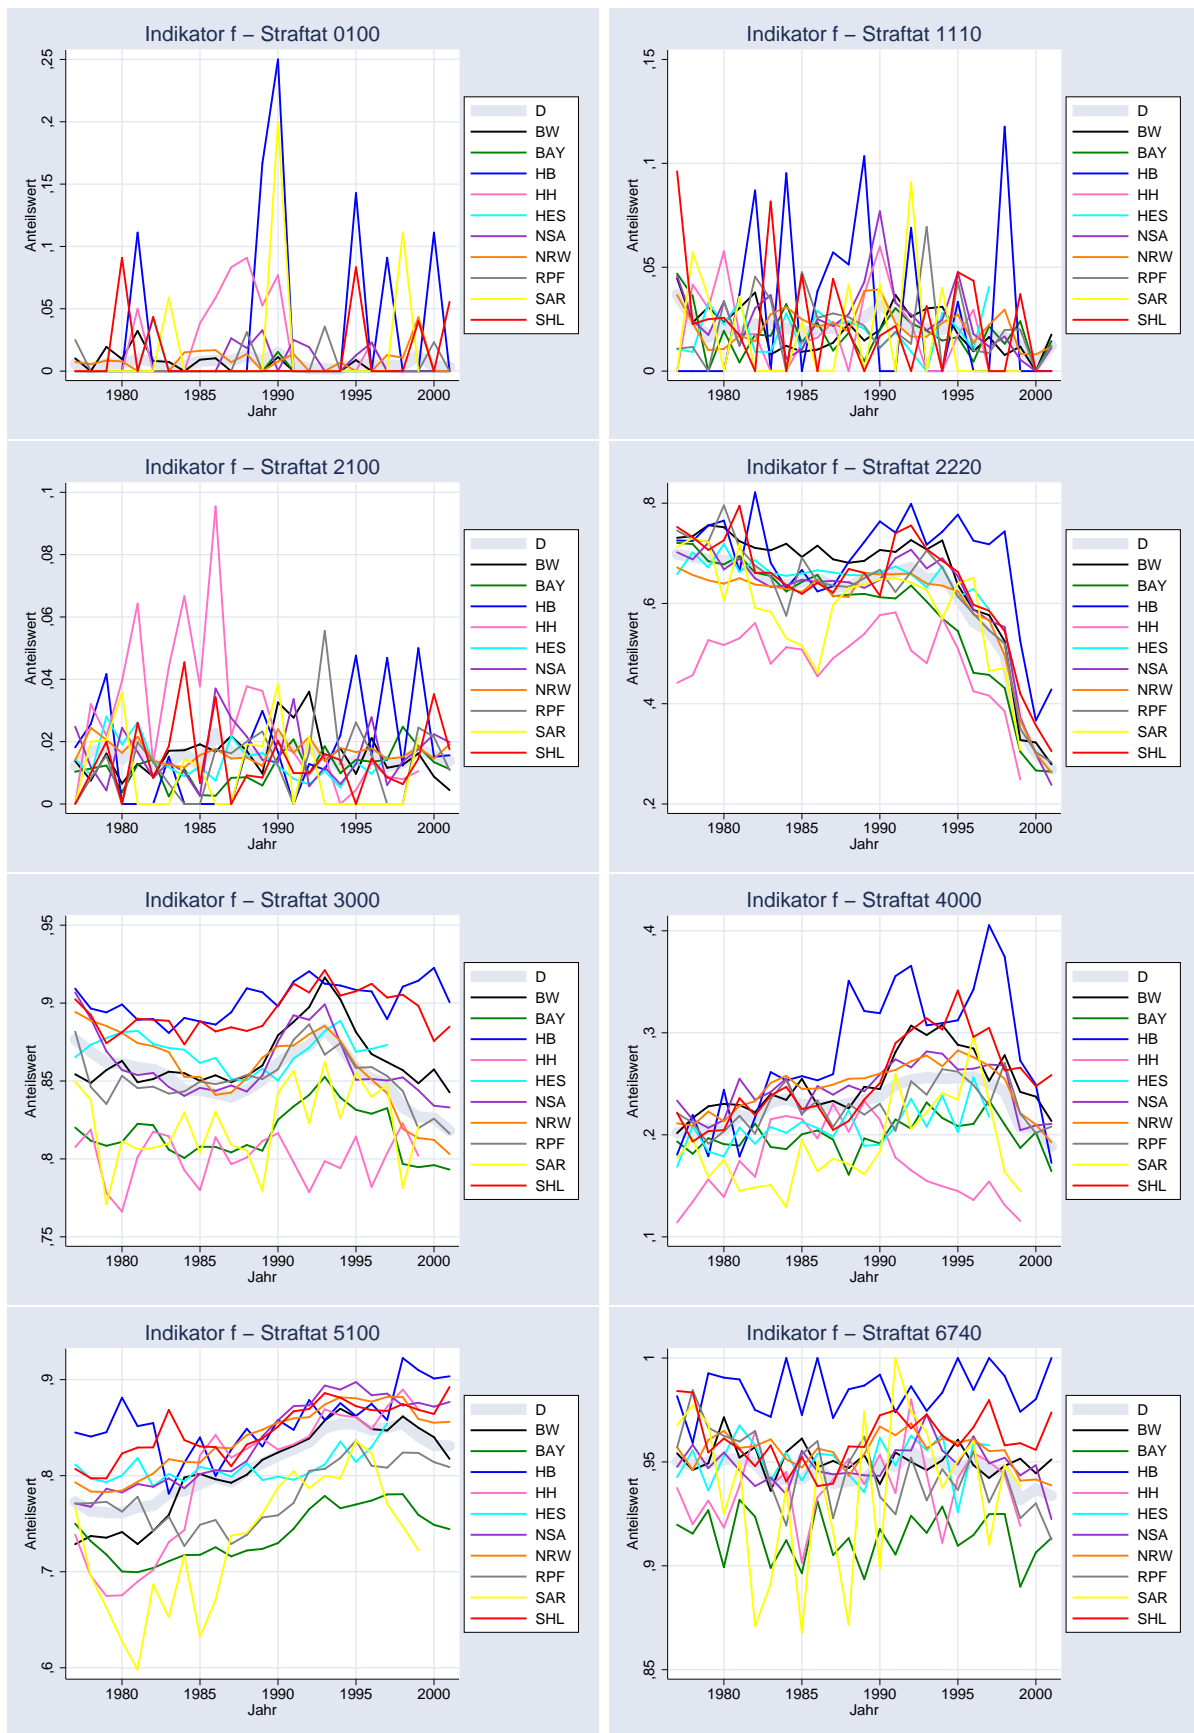 Indikator f – Straftat 0100
Anteilswert
,25
,2
,15
,1
,05
0
1980 1985 1990 1995 2000
Jahr
D
BW
BAY
HB
HH
HES
NSA
NRW
RPF
SAR
SHL
Indikator f – Straftat 1110
Anteilswert
,15
,1
,05
0
1980 1985 1990 1995 2000
Jahr
D
BW
BAY
HB
HH
HES
NSA
NRW
RPF
SAR
SHL
Indikator f – Straftat 2100
Anteilswert
,1
,08
,06
,04
,02
0
1980 1985 1990 1995 2000
Jahr
D
BW
BAY
HB
HH
HES
NSA
NRW
RPF
SAR
SHL
Indikator f – Straftat 2220
Anteilswert
,8
,6
,4
,2
1980 1985 1990 1995 2000
Jahr
D
BW
BAY
HB
HH
HES
NSA
NRW
RPF
SAR
SHL
Indikator f – Straftat 3000
Anteilswert
,95
,9
,85
,8
,75
1980 1985 1990 1995 2000
Jahr
D
BW
BAY
HB
HH
HES
NSA
NRW
RPF
SAR
SHL
Indikator f – Straftat 4000
Anteilswert
,4
,3
,2
,1
1980 1985 1990 1995 2000
Jahr
D
BW
BAY
HB
HH
HES
NSA
NRW
RPF
SAR
SHL
Indikator f – Straftat 5100
Anteilswert
,9
,8
,7
,6
1980 1985 1990 1995 2000
Jahr
D
BW
BAY
HB
HH
HES
NSA
NRW
RPF
SAR
SHL
Indikator f – Straftat 6740
Anteilswert
1
,95
,9
,85
1980 1985 1990 1995 2000
Jahr
D
BW
BAY
HB
HH
HES
NSA
NRW
RPF
SAR
SHL